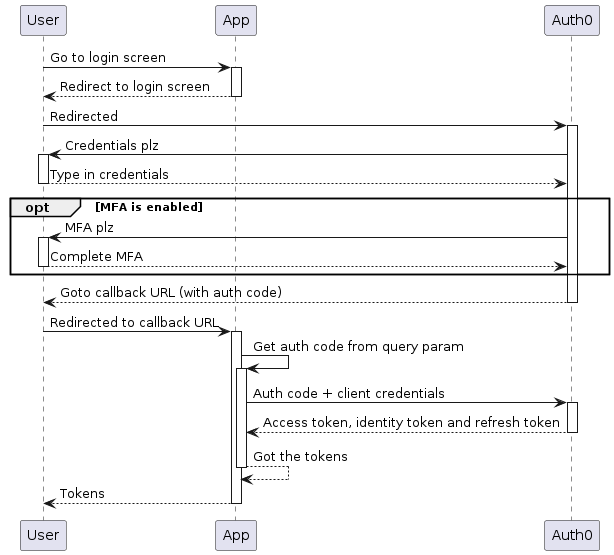 User App Auth0
Go to login screen
Redirect to login screen
Redirected
Credentials plz
Type in credentials
opt [MFA is enabled]
MFA plz
Complete MFA
Goto callback URL (with auth code)
Redirected to callback URL
Get auth code from query param
Auth code + client credentials
Access token, identity token and refresh token
Got the tokens
Tokens
User App Auth0